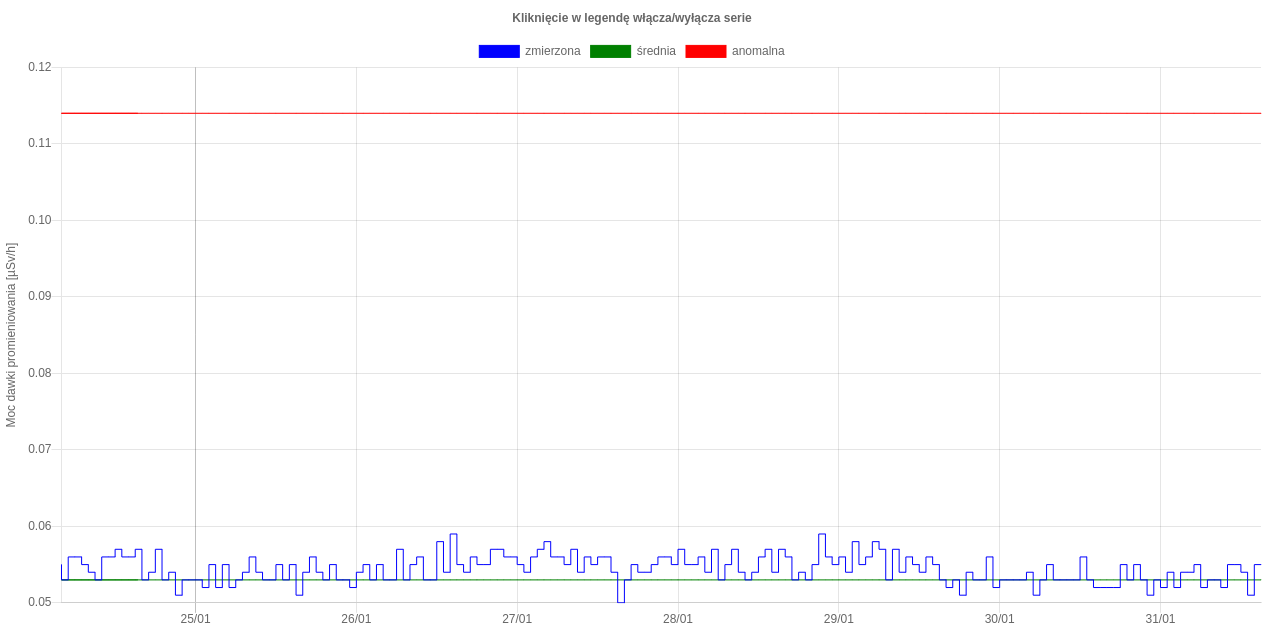 Kliknięcie w legendę włącza/wyłącza serie
zmierzona średnia anomalna
Moc dawki promieniowania [µSv/h]
0.12
0.11
0.10
0.09
0.08
0.07
0.06
0.05
25/01 26/01 27/01 28/01 29/01 30/01 31/01